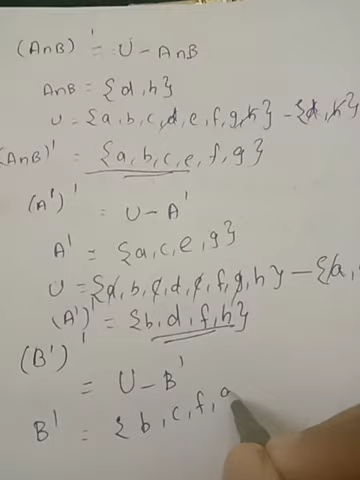 (A∩B)' = U - A∩B
A∩B = {d, h}
U = {a, b, c, d, e, f, g, h} - {d, h}
(A∩B)' = {a, b, c, e, f, g}
(A')'
= U - A'
A' = {a, c, e, g}
U = {a, b, c, d, e, f, g, h} - {a,
(A')' = {b, d, f, h}
(B')'
= U - B'
B' = {b, c, f,